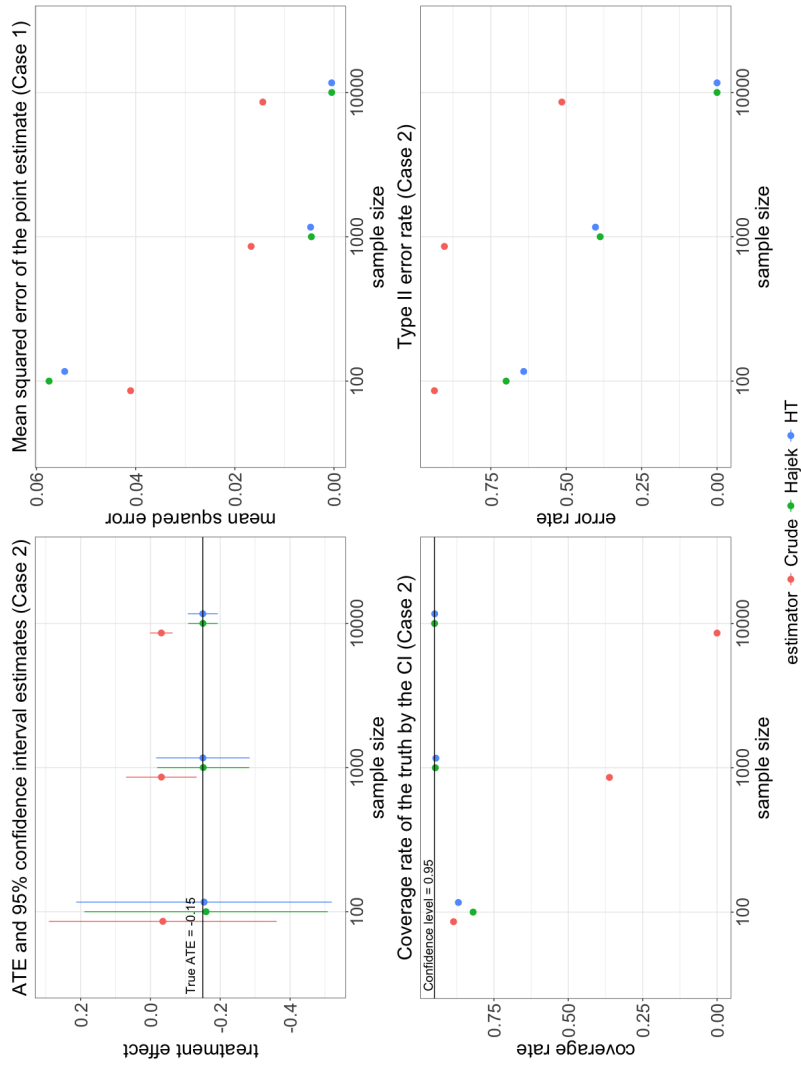 ATE and 95% confidence interval estimates (Case 2)
treatment effect
0.2
0.0
-0.2
-0.4
True ATE = -0.15
100
1000
10000
sample size
Mean squared error of the point estimate (Case 1)
mean squared error
0.06
0.04
0.02
0.00
100
1000
10000
sample size
Coverage rate of the truth by the CI (Case 2)
coverage rate
0.75
0.50
0.25
0.00
Confidence level = 0.95
100
1000
10000
sample size
Type II error rate (Case 2)
error rate
0.75
0.50
0.25
0.00
100
1000
10000
sample size
estimator Crude Hajek HT